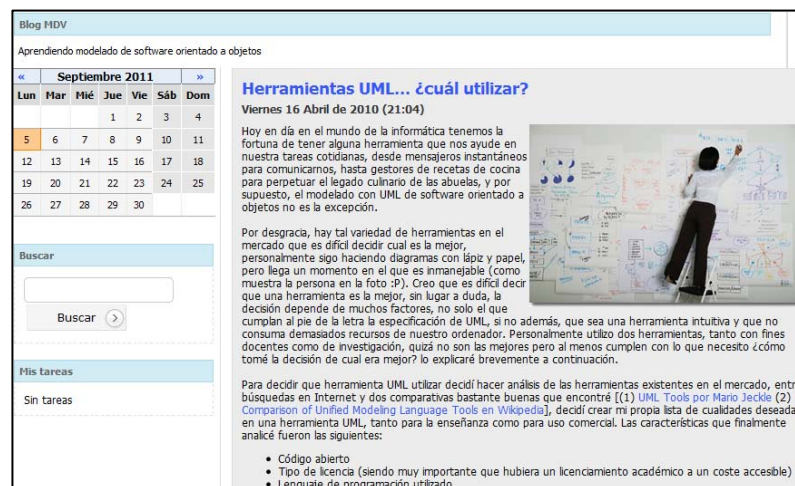 Blog MDV
Aprendiendo modelado de software orientado a objetos
« Septiembre 2011 »
Lun Mar Mié Jue Vie Sáb Dom
1 2 3 4
5 6 7 8 9 10 11
12 13 14 15 16 17 18
19 20 21 22 23 24 25
26 27 28 29 30
Buscar
Buscar
Mis tareas
Sin tareas
Herramientas UML... ¿cuál utilizar?
Viernes 16 Abril de 2010 (21:04)
Hoy en día en el mundo de la informática tenemos la
fortuna de tener alguna herramienta que nos ayude en
nuestra tareas cotidianas, desde mensajeros instantáneos
para comunicarnos, hasta gestores de recetas de cocina
para perpetuar el legado culinario de las abuelas, y por
supuesto, el modelado con UML de software orientado a
objetos no es la excepción.
Por desgracia, hay tal variedad de herramientas en el
mercado que es difícil decidir cual es la mejor,
personalmente sigo haciendo diagramas con lápiz y papel,
pero llega un momento en el que es inmanejable (como
muestra la persona en la foto :P). Creo que es difícil decir
que una herramienta es la mejor, sin lugar a duda, la
decisión depende de muchos factores, no solo el que
cumplan al pie de la letra la especificación de UML, si no además, que sea una herramienta intuitiva y que no
consuma demasiados recursos de nuestro ordenador. Personalmente utilizo dos herramientas, tanto con fines
docentes como de investigación, quizá no son las mejores pero al menos cumplen con lo que necesito ¿cómo
tomé la decisión de cual era mejor? lo explicaré brevemente a continuación.
Para decidir que herramienta UML utilizar decidí hacer análisis de las herramientas existentes en el mercado, entr
búsquedas en Internet y dos comparativas bastante buenas que encontré [(1) UML Tools por Mario Jeckle (2)
Comparison of Unified Modeling Language Tools en Wikipedia], decidí crear mi propia lista de cualidades deseada
en una herramienta UML, tanto para la enseñanza como para uso comercial. Las características que finalmente
analicé fueron las siguientes:
• Código abierto
• Tipo de licencia (siendo muy importante que hubiera un licenciamiento académico a un coste accesible)
• Lenguaje de programación utilizado